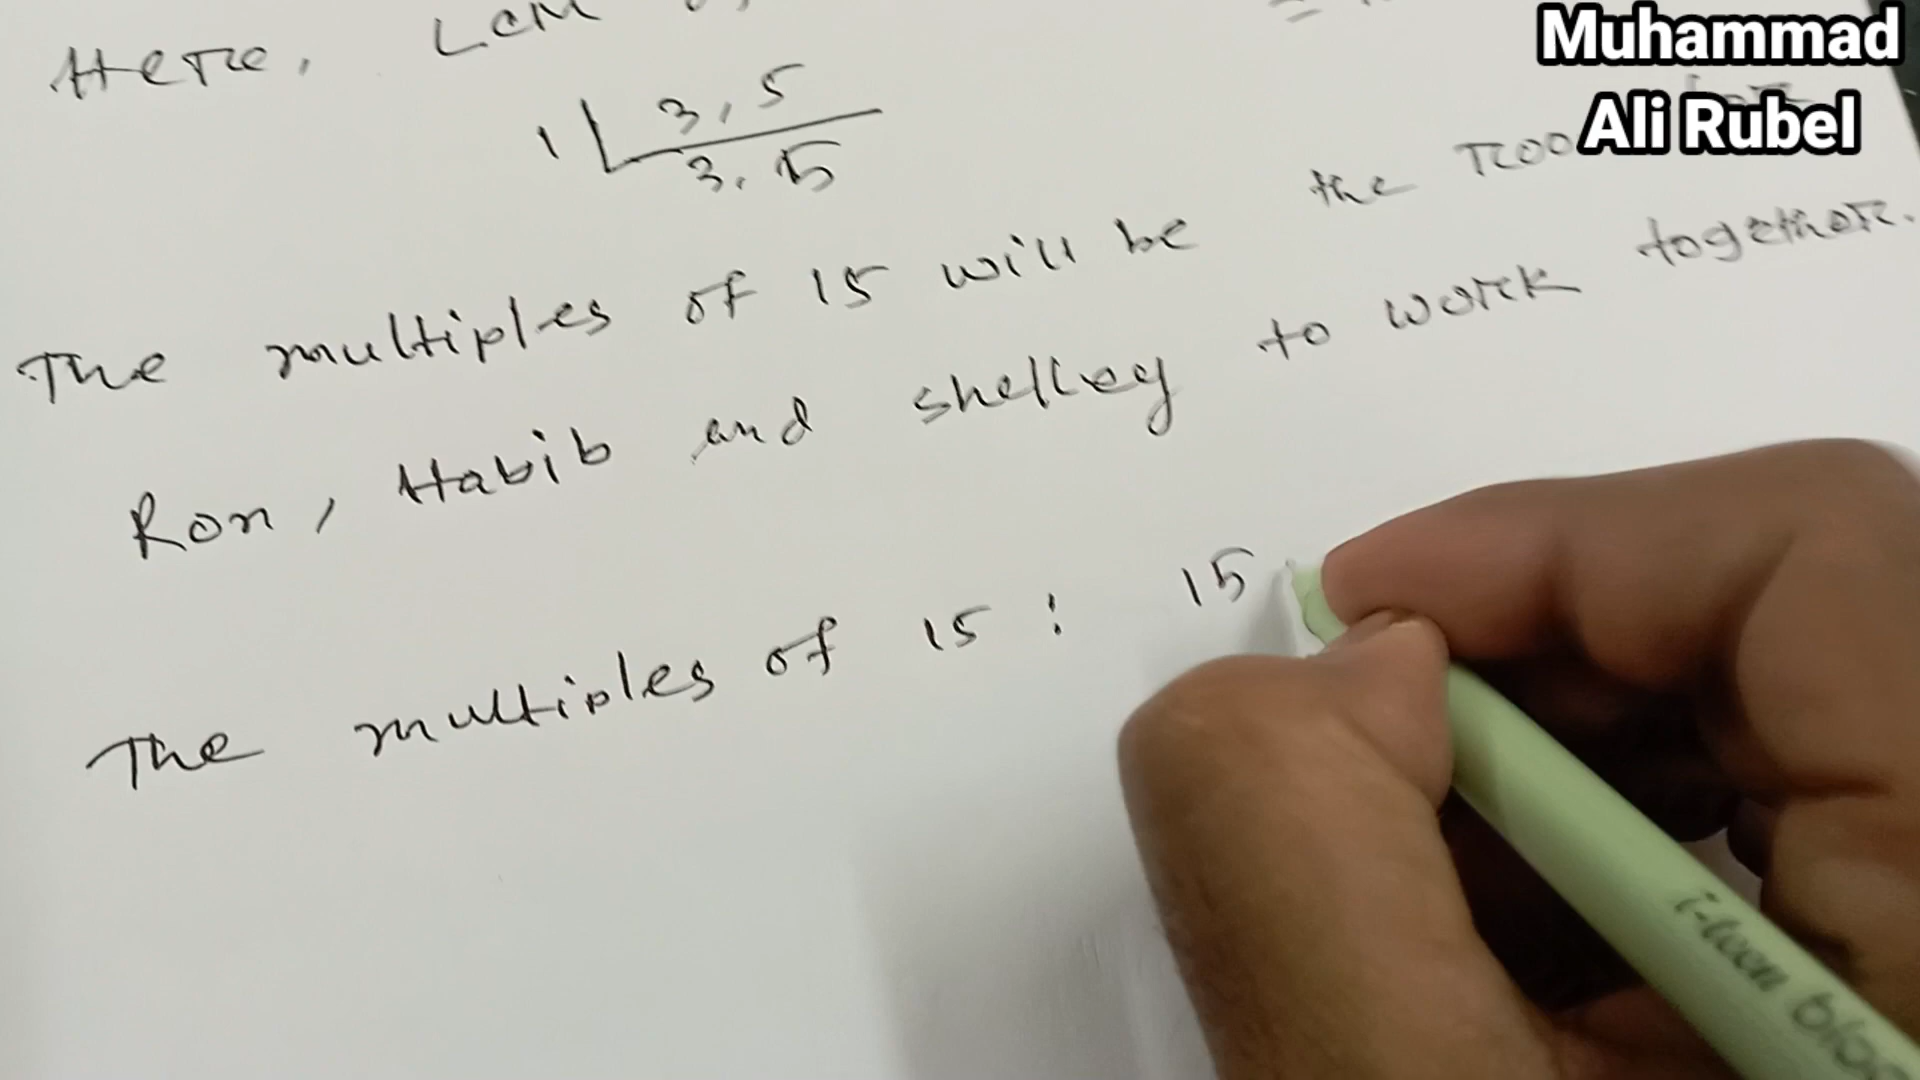 Muhammad
Ali Rubel
Here, LCM
1 3, 5
3, 5
The multiples of 15 will be the
Ron, Habib and Shelley to work together.
The multiples of 15 : 15
i-teen